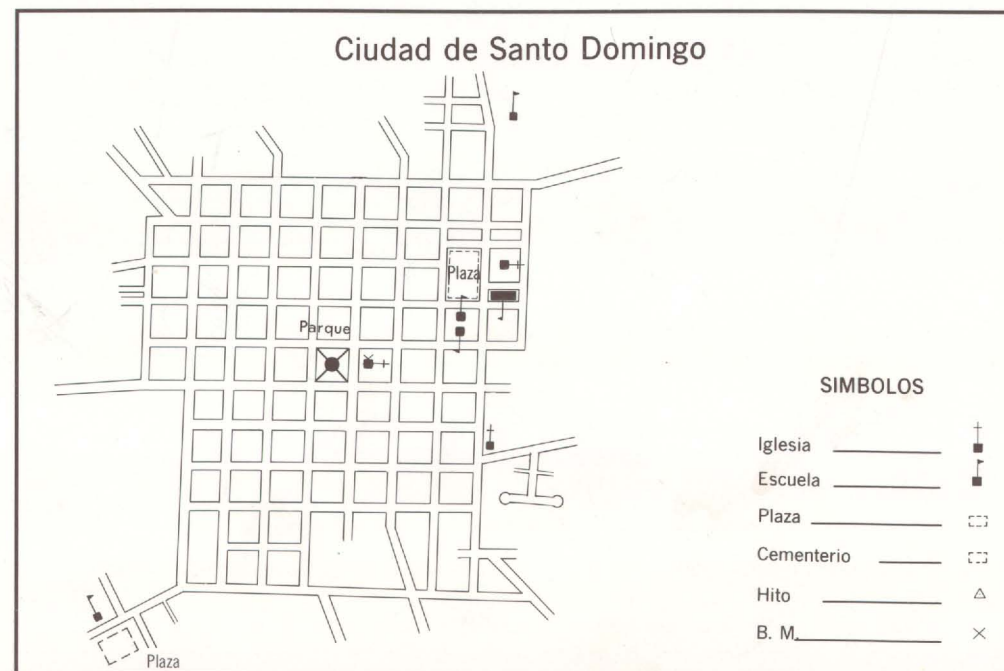 Ciudad de Santo Domingo
Plaza
Parque
SIMBOLOS
Iglesia
Escuela
Plaza
Cementerio
Hito
B. M.
Plaza